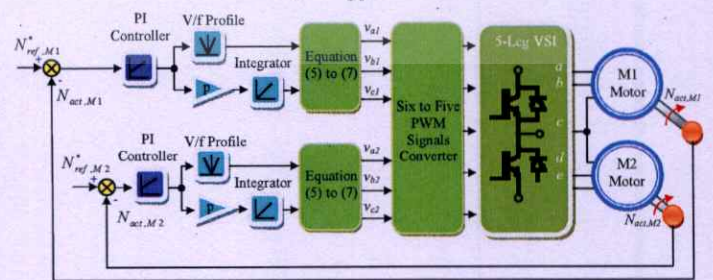 PI
Controller
V/f Profile
Integrator
N*ref,M1
+
-
Nact,M1
P
Equation
(5) to (7)
va1
vb1
vc1
Six to Five
PWM
Signals
Converter
5-Leg VSI
a
b
c
d
e
M1
Motor
Nact,M1
M2
Motor
Nact,M2
PI
Controller
V/f Profile
Integrator
N*ref,M2
+
-
Nact,M2
P
Equation
(5) to (7)
va2
vb2
vc2